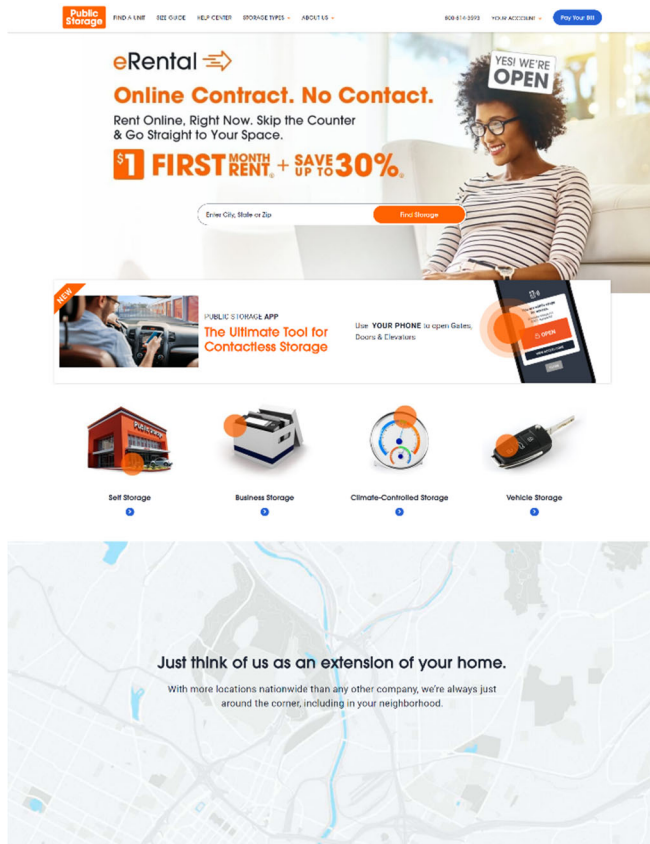 Public
Storage
FIND A UNIT SIZE GUIDE HELP CENTER STORAGE TYPES ABOUT US
YOUR ACCOUNT Pay Your Bill
eRental
YES! WE'RE
OPEN
Online Contract. No Contact.
Rent Online, Right Now. Skip the Counter
& Go Straight to Your Space.
$1 FIRST MONTH RENT + SAVE UP TO 30%
Enter City, State or Zip Find Storage
NEW
PUBLIC STORAGE APP
The Ultimate Tool for
Contactless Storage
Use YOUR PHONE to open Gates,
Doors & Elevators
OPEN
Self Storage Business Storage Climate-Controlled Storage Vehicle Storage
Just think of us as an extension of your home.
With more locations nationwide than any other company, we're always just
around the corner, including in your neighborhood.